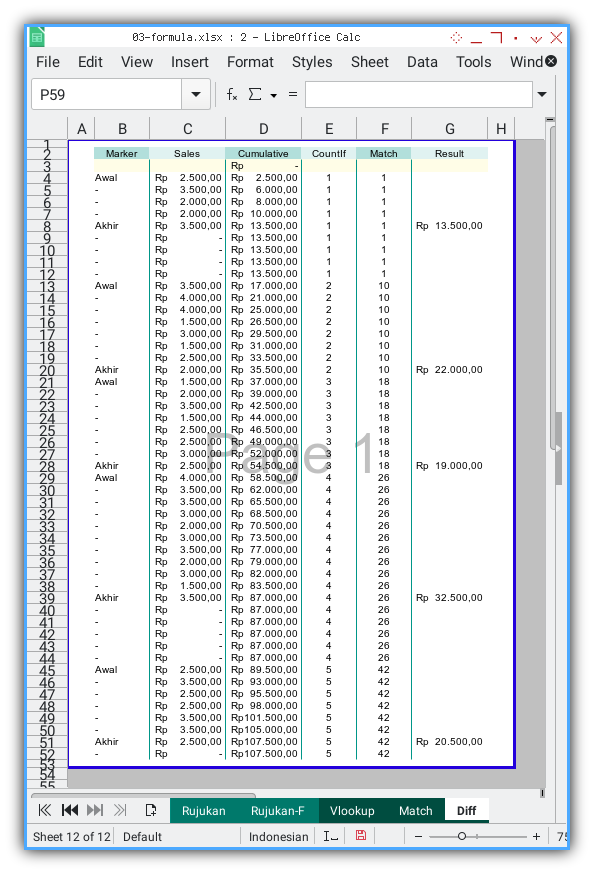 03-formula.xlsx : 2 - LibreOffice Calc
File Edit View Insert Format Styles Sheet Data Tools Wind
P59 fx Σ =
A B C D E F G H
1
2 Marker Sales Cumulative CountIf Match Result
3 Rp -
4 Awal Rp 2.500,00 Rp 2.500,00 1 1
5 - Rp 3.500,00 Rp 6.000,00 1 1
6 - Rp 2.000,00 Rp 8.000,00 1 1
7 - Rp 2.000,00 Rp 10.000,00 1 1
8 Akhir Rp 3.500,00 Rp 13.500,00 1 1 Rp 13.500,00
9 - Rp - Rp 13.500,00 1 1
10 - Rp - Rp 13.500,00 1 1
11 - Rp - Rp 13.500,00 1 1
12 - Rp - Rp 13.500,00 1 1
13 Awal Rp 3.500,00 Rp 17.000,00 2 10
14 - Rp 4.000,00 Rp 21.000,00 2 10
15 - Rp 4.000,00 Rp 25.000,00 2 10
16 - Rp 1.500,00 Rp 26.500,00 2 10
17 - Rp 3.000,00 Rp 29.500,00 2 10
18 - Rp 1.500,00 Rp 31.000,00 2 10
19 - Rp 2.500,00 Rp 33.500,00 2 10
20 Akhir Rp 2.000,00 Rp 35.500,00 2 10 Rp 22.000,00
21 Awal Rp 1.500,00 Rp 37.000,00 3 18
22 - Rp 2.000,00 Rp 39.000,00 3 18
23 - Rp 3.500,00 Rp 42.500,00 3 18
24 - Rp 1.500,00 Rp 44.000,00 3 18
25 - Rp 2.500,00 Rp 46.500,00 3 18
26 - Rp 2.500,00 Rp 49.000,00 3 18
27 - Rp 3.000,00 Rp 52.000,00 3 18
Page 1
28 Akhir Rp 2.500,00 Rp 54.500,00 3 18 Rp 19.000,00
29 Awal Rp 4.000,00 Rp 58.500,00 4 26
30 - Rp 3.500,00 Rp 62.000,00 4 26
31 - Rp 3.500,00 Rp 65.500,00 4 26
32 - Rp 3.000,00 Rp 68.500,00 4 26
33 - Rp 2.000,00 Rp 70.500,00 4 26
34 - Rp 3.000,00 Rp 73.500,00 4 26
35 - Rp 3.500,00 Rp 77.000,00 4 26
36 - Rp 2.000,00 Rp 79.000,00 4 26
37 - Rp 3.000,00 Rp 82.000,00 4 26
38 - Rp 1.500,00 Rp 83.500,00 4 26
39 Akhir Rp 3.500,00 Rp 87.000,00 4 26 Rp 32.500,00
40 - Rp - Rp 87.000,00 4 26
41 - Rp - Rp 87.000,00 4 26
42 - Rp - Rp 87.000,00 4 26
43 - Rp - Rp 87.000,00 4 26
44 - Rp - Rp 87.000,00 4 26
45 Awal Rp 2.500,00 Rp 89.500,00 5 42
46 - Rp 3.500,00 Rp 93.000,00 5 42
47 - Rp 2.500,00 Rp 95.500,00 5 42
48 - Rp 2.500,00 Rp 98.000,00 5 42
49 - Rp 3.500,00 Rp101.500,00 5 42
50 - Rp 3.500,00 Rp105.000,00 5 42
51 Akhir Rp 2.500,00 Rp107.500,00 5 42 Rp 20.500,00
52 - Rp - Rp107.500,00 5 42
53
54
55
Rujukan Rujukan-F Vlookup Match Diff
Sheet 12 of 12 Default Indonesian - + 75